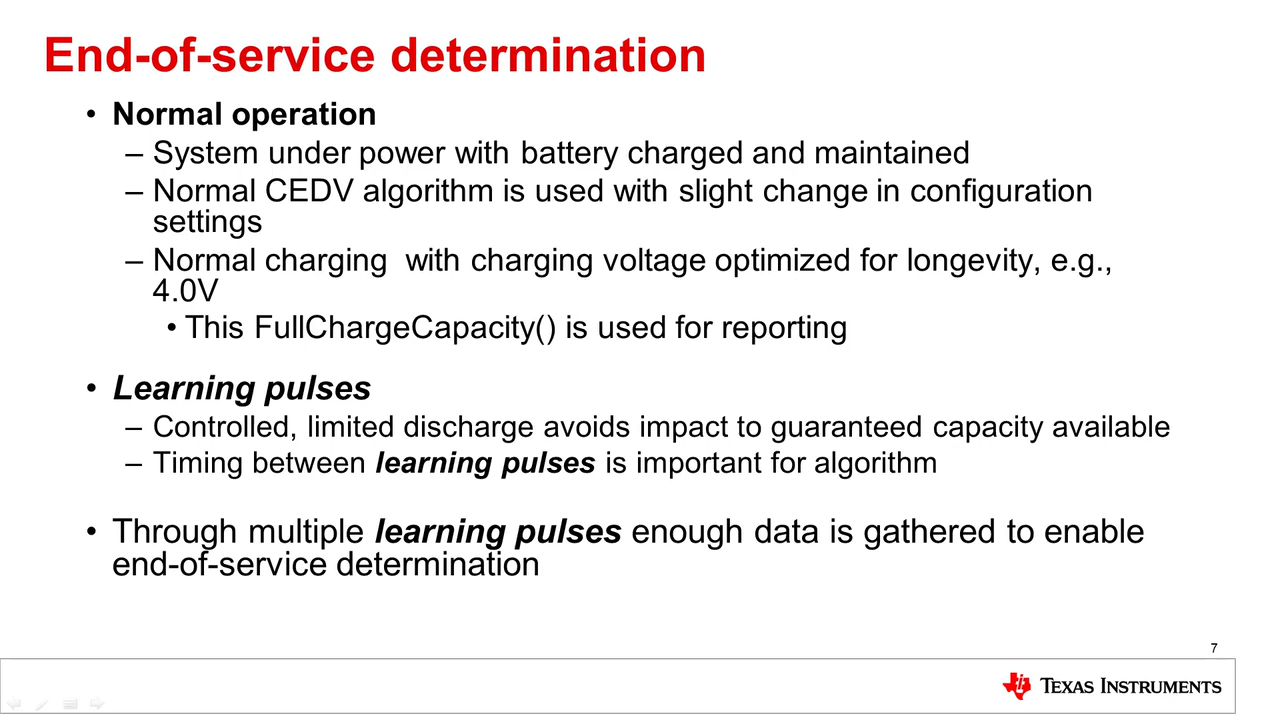 End-of-service determination
• Normal operation
– System under power with battery charged and maintained
– Normal CEDV algorithm is used with slight change in configuration
settings
– Normal charging  with charging voltage optimized for longevity, e.g.,
4.0V
• This FullChargeCapacity() is used for reporting
• Learning pulses
– Controlled, limited discharge avoids impact to guaranteed capacity available
– Timing between learning pulses is important for algorithm
• Through multiple learning pulses enough data is gathered to enable
end-of-service determination
7
TEXAS INSTRUMENTS